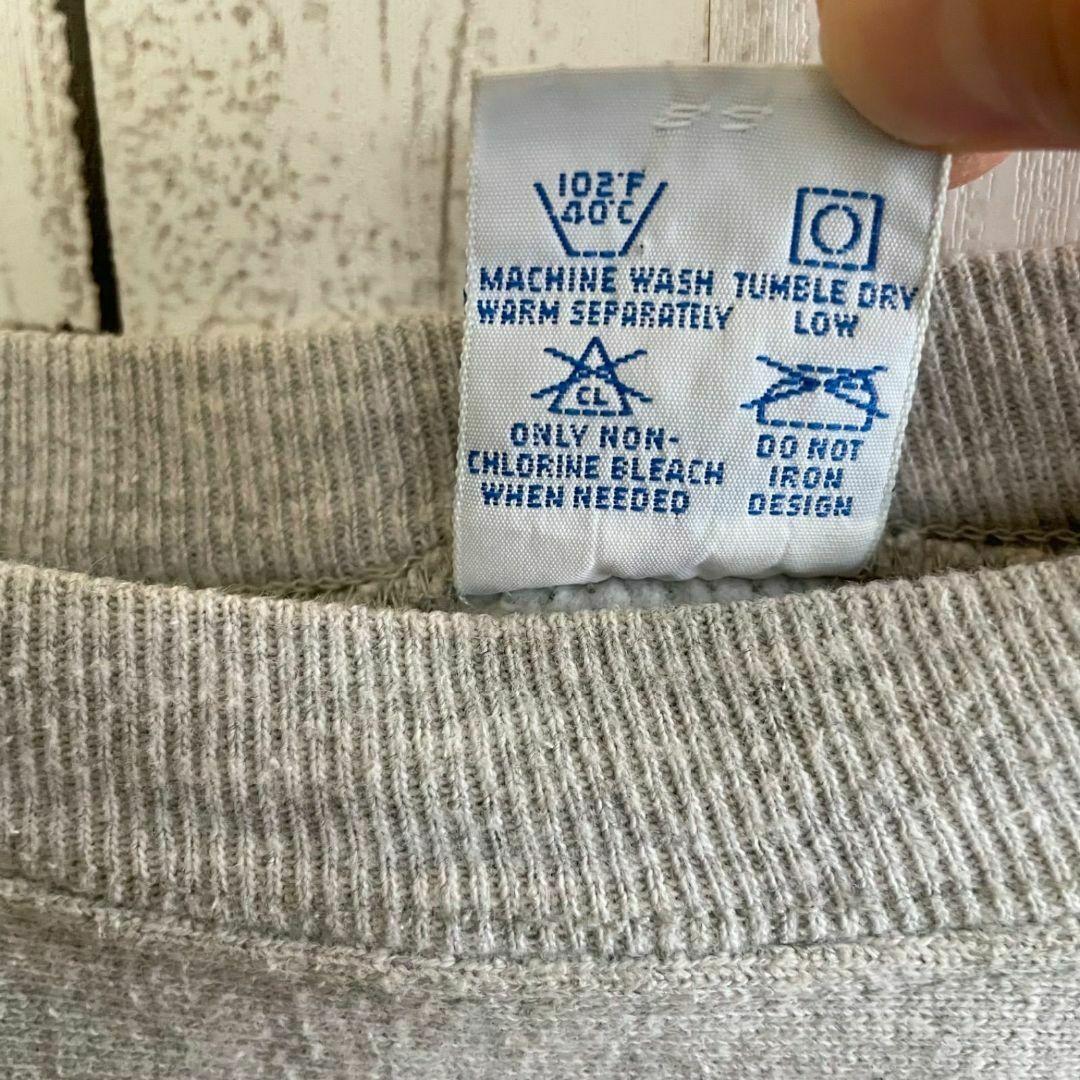 102°F
40°C
MACHINE WASH
WARM SEPARATELY
TUMBLE DRY
LOW
CL
ONLY NON-
CHLORINE BLEACH
WHEN NEEDED
DO NOT
IRON
DESIGN